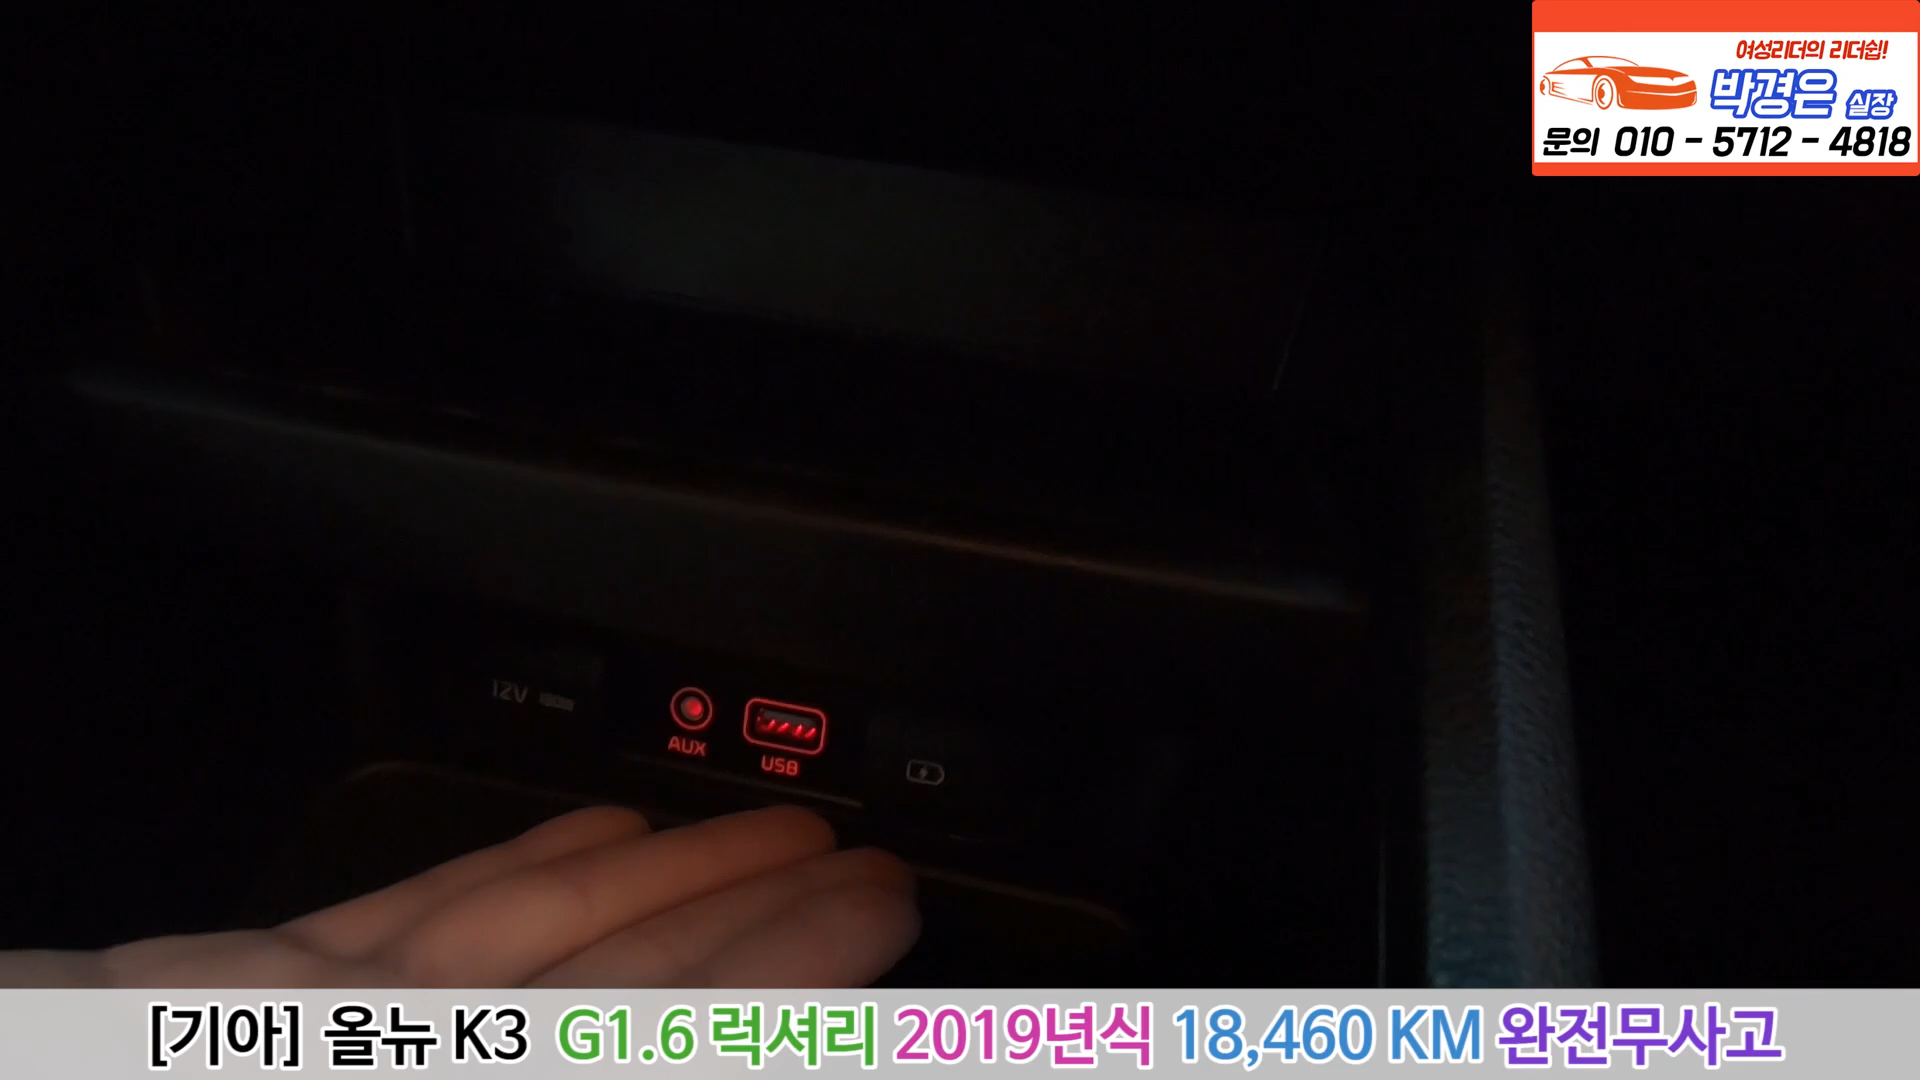 여성리더의 리더쉽!
박경은 실장
문의 010 - 5712 - 4818
12V 180W
AUX
USB
[기아] 올뉴 K3 G1.6 럭셔리 2019년식 18,460 KM 완전무사고